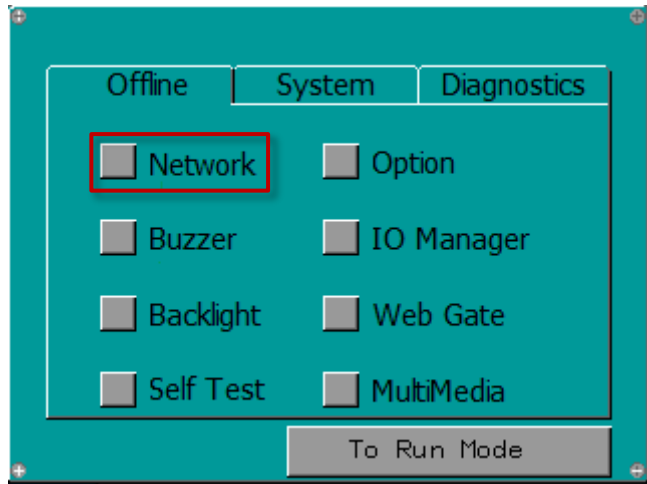 Offline System Diagnostics
Network Option
Buzzer IO Manager
Backlight Web Gate
Self Test MultiMedia
To Run Mode